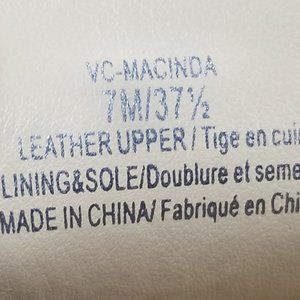 VC-MACINDA
7M/37½
LEATHER UPPER / Tige en cui
LINING&SOLE/Doublure et seme
MADE IN CHINA/ Fabriqué en Chi